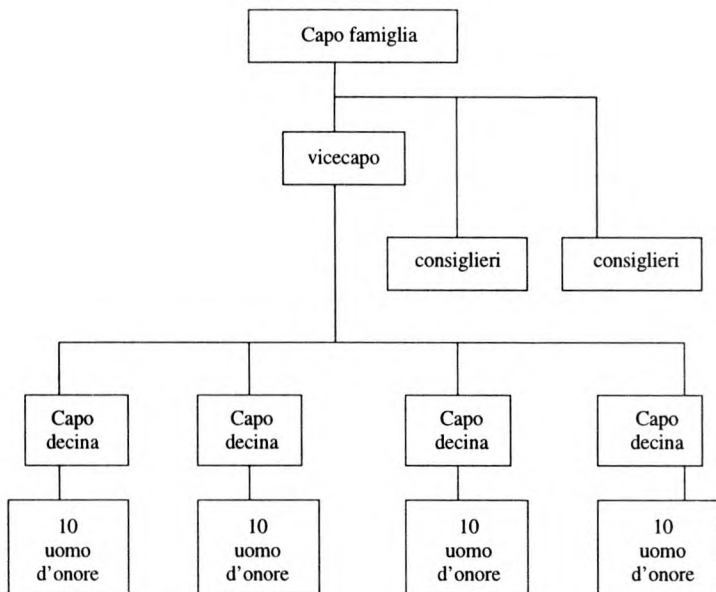 Capo famiglia
vicecapo
consiglieri
consiglieri
Capo
decina
Capo
decina
Capo
decina
Capo
decina
10
uomo
d'onore
10
uomo
d'onore
10
uomo
d'onore
10
uomo
d'onore